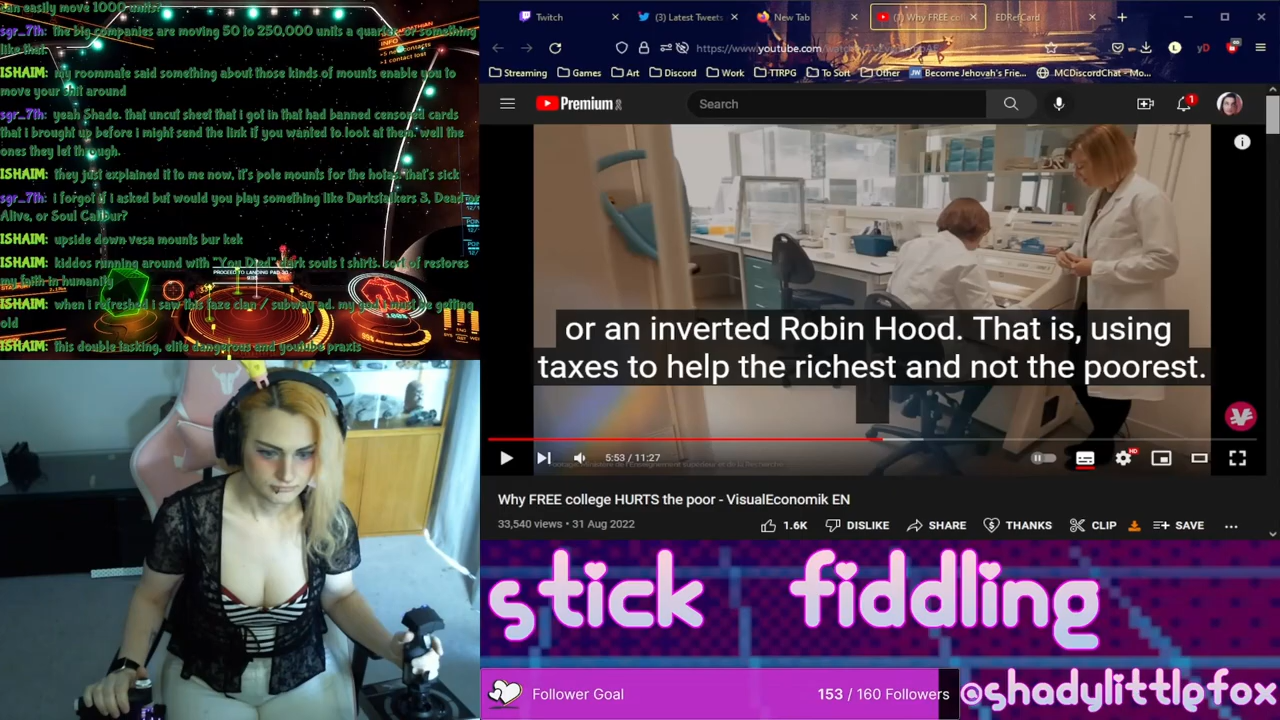 can easily move 1000 units?
sgr_7th: the big companies are moving 50 to 250,000 units a quarter. or something
like that
ISHAIM: my roommate said something about those kinds of mounts enable you to
move your shit around
sgr_7th: yeah Shade. that uncut sheet that i got in that had banned censored cards
that i brought up before i might send the link if you wanted to look at them. well the
ones they let through.
ISHAIM: they just explained it to me now, it's pole mounts for the hotas. that's sick
sgr_7th: i forgot if i asked but would you play something like Darkstalkers 3, Dead or
Alive, or Soul Calibur?
ISHAIM: upside down vesa mounts bur kek
ISHAIM: kiddos running around with "You Died" dark souls t shirts. sort of restores
my faith in humanity
ISHAIM: when i refreshed i saw this faze clan / subway ad. my god i must be getting
old
ISHAIM: This double tasking, elite dangerous and youtube praxis
INFO
PROCEED TO LANDING PAD 30 -
Twitch
(3) Latest Tweets
New Tab
(1) Why FREE co
EDRefCard
https://www.youtube.com/
Streaming
Games
Art
Discord
Work
TTRPG
To Sort
Other
Become Jehovah's Frie...
MCDiscordChat - Mo...
Premium
Search
1
or an inverted Robin Hood. That is, using
taxes to help the richest and not the poorest.
5:53 / 11:27
HD
Why FREE college HURTS the poor - VisualEconomik EN
33,540 views • 31 Aug 2022
1.6K
DISLIKE
SHARE
THANKS
CLIP
SAVE
stick fiddling
Follower Goal
153 / 160 Followers
@shadylittlefox